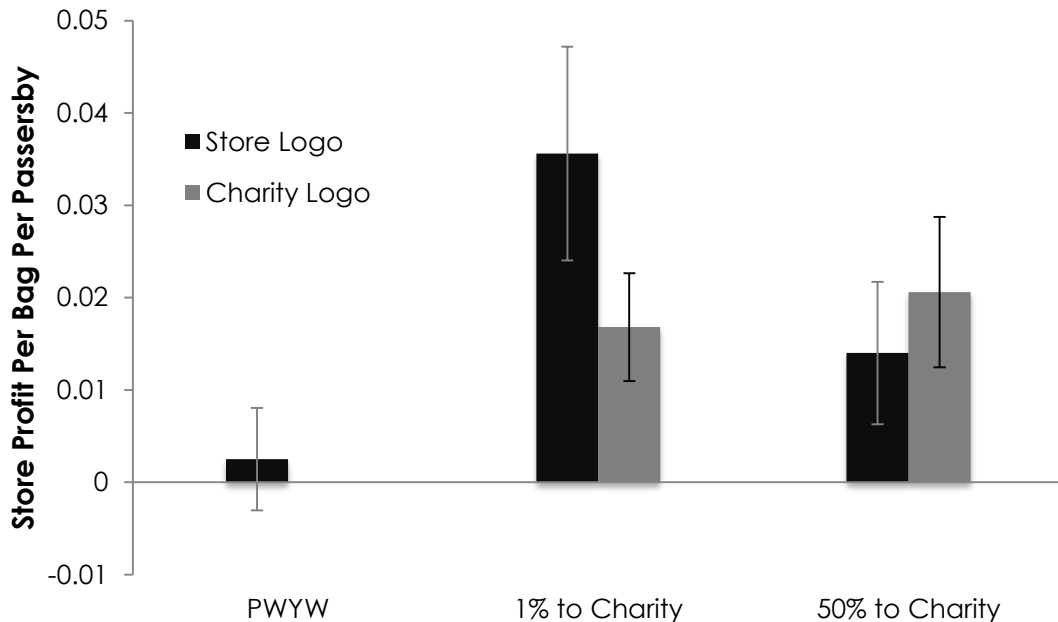 Store Profit Per Bag Per Passersby
0.05
0.04
0.03
0.02
0.01
0
-0.01
Store Logo
Charity Logo
PWYW
1% to Charity
50% to Charity